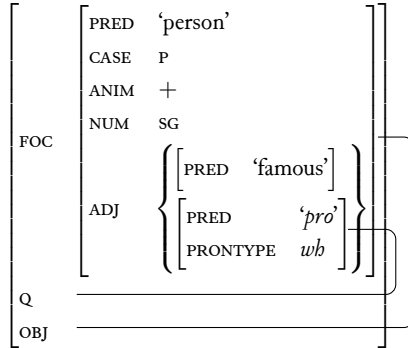 PRED ‘person’
CASE P
ANIM +
NUM SG
FOC
[PRED ‘famous’]
ADJ
PRED ‘pro’
PRONTYPE wh
Q
OBJ